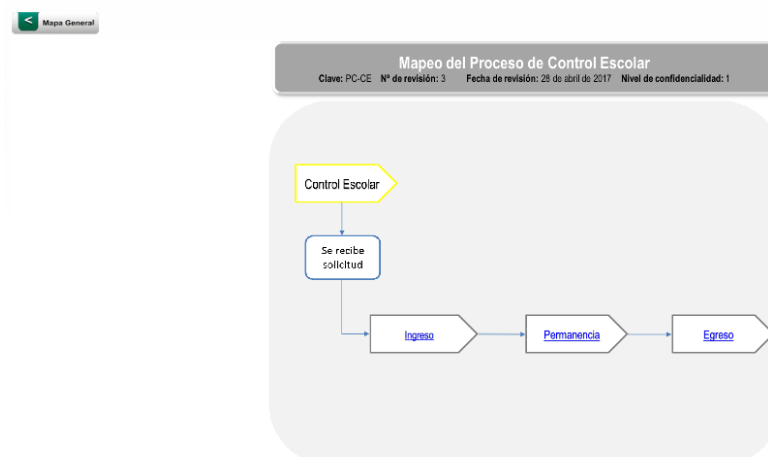 Mapa General
Mapeo del Proceso de Control Escolar
Clave: PC-CE Nº de revisión: 3 Fecha de revisión: 28 de abril de 2017 Nivel de confidencialidad: 1
Control Escolar
Se recibe
solicitud
Ingreso
Permanencia
Egreso